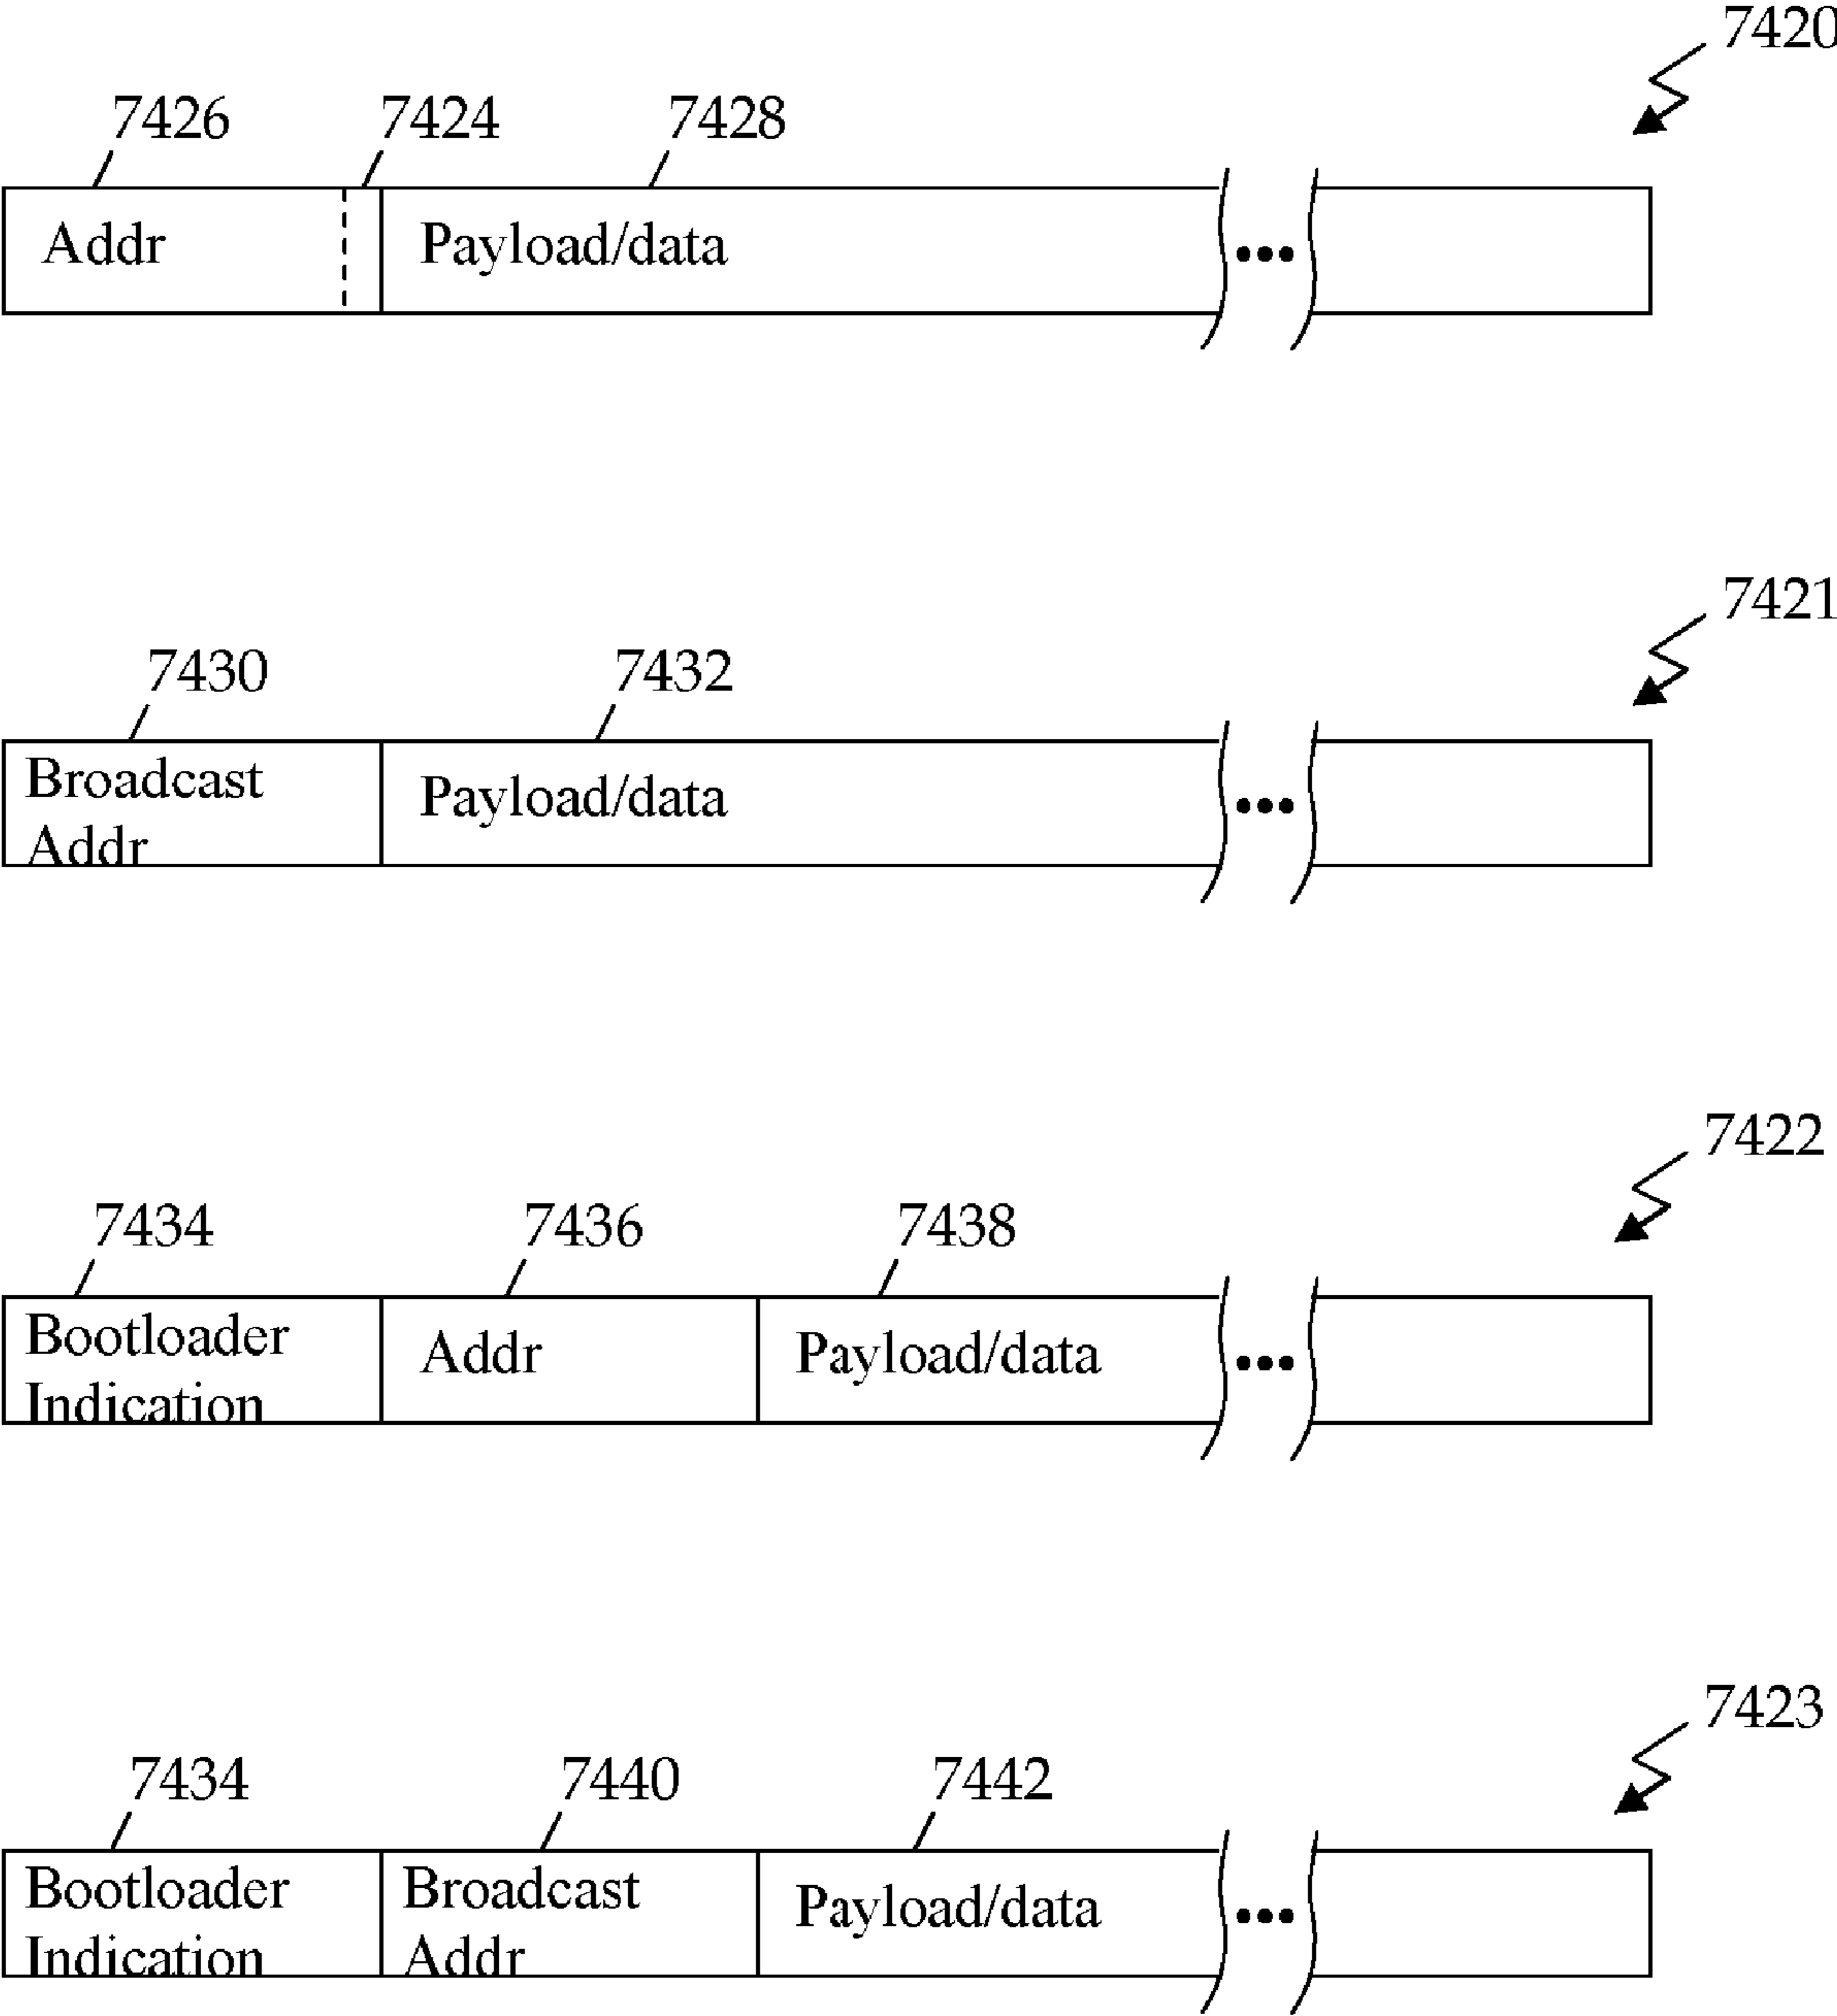 7420
7426 7424 7428
Addr Payload/data
7421
7430 7432
Broadcast
Addr
Payload/data
7422
7434 7436 7438
Bootloader
Indication
Addr
Payload/data
7423
7434 7440 7442
Bootloader
Indication
Broadcast
Addr
Payload/data